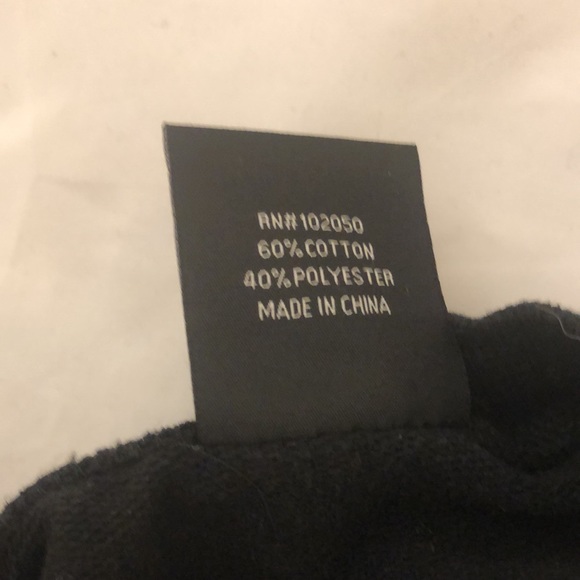 RN#102050
60%COTTON
40%POLYESTER
MADE IN CHINA